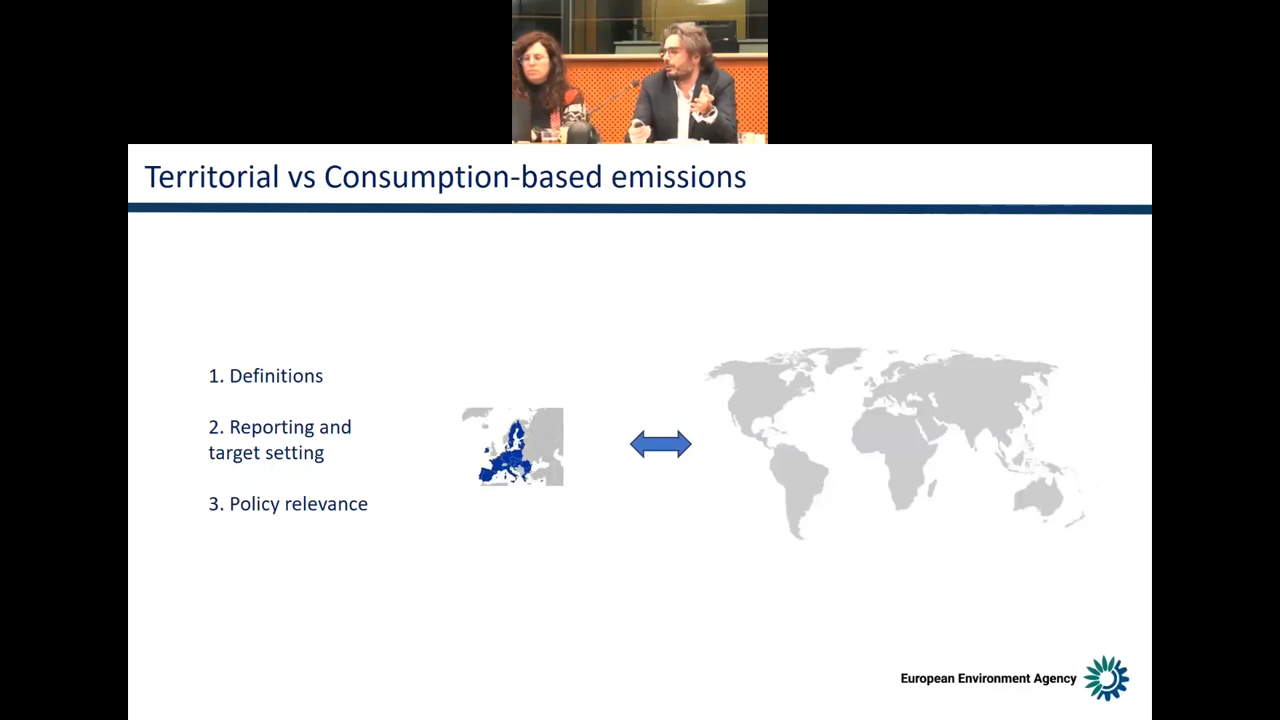 Territorial vs Consumption-based emissions
1. Definitions
2. Reporting and
target setting
3. Policy relevance
European Environment Agency